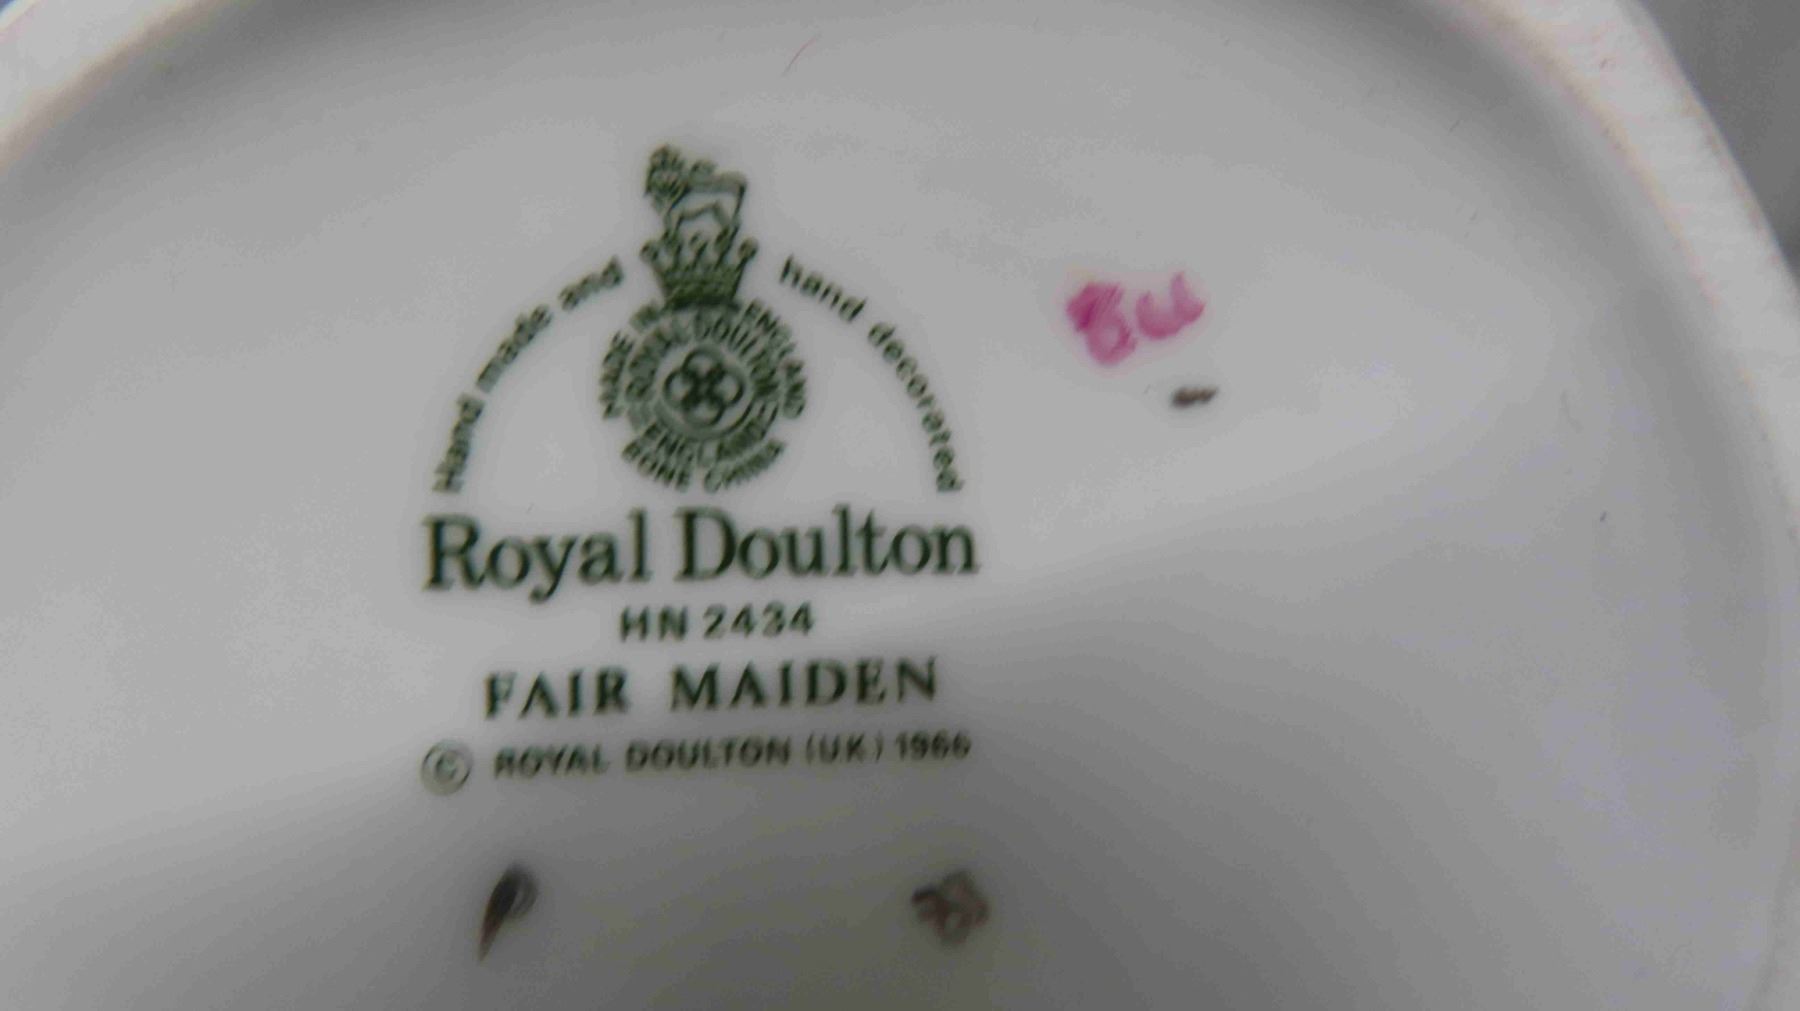 Hand made and hand decorated
MADE IN ENGLAND
ROYAL DOULTON
ENGLAND
BONE CHINA
Royal Doulton
HN 2434
FAIR MAIDEN
© ROYAL DOULTON (UK) 1966